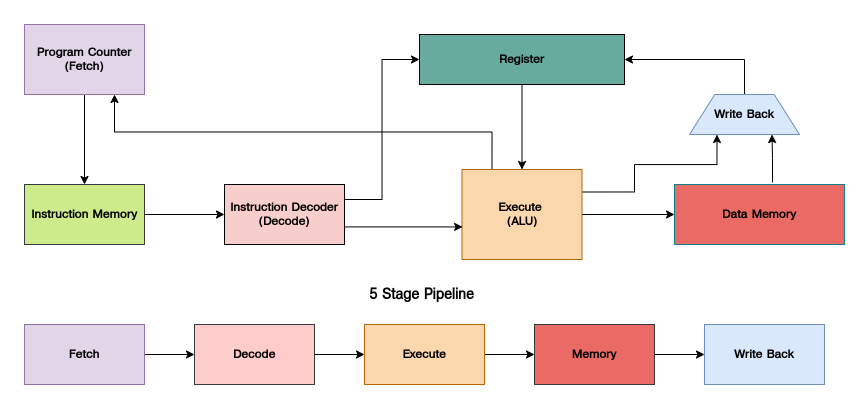 Program Counter
(Fetch)
Register
Write Back
Instruction Memory
Instruction Decoder
(Decode)
Execute
(ALU)
Data Memory
5 Stage Pipeline
Fetch
Decode
Execute
Memory
Write Back